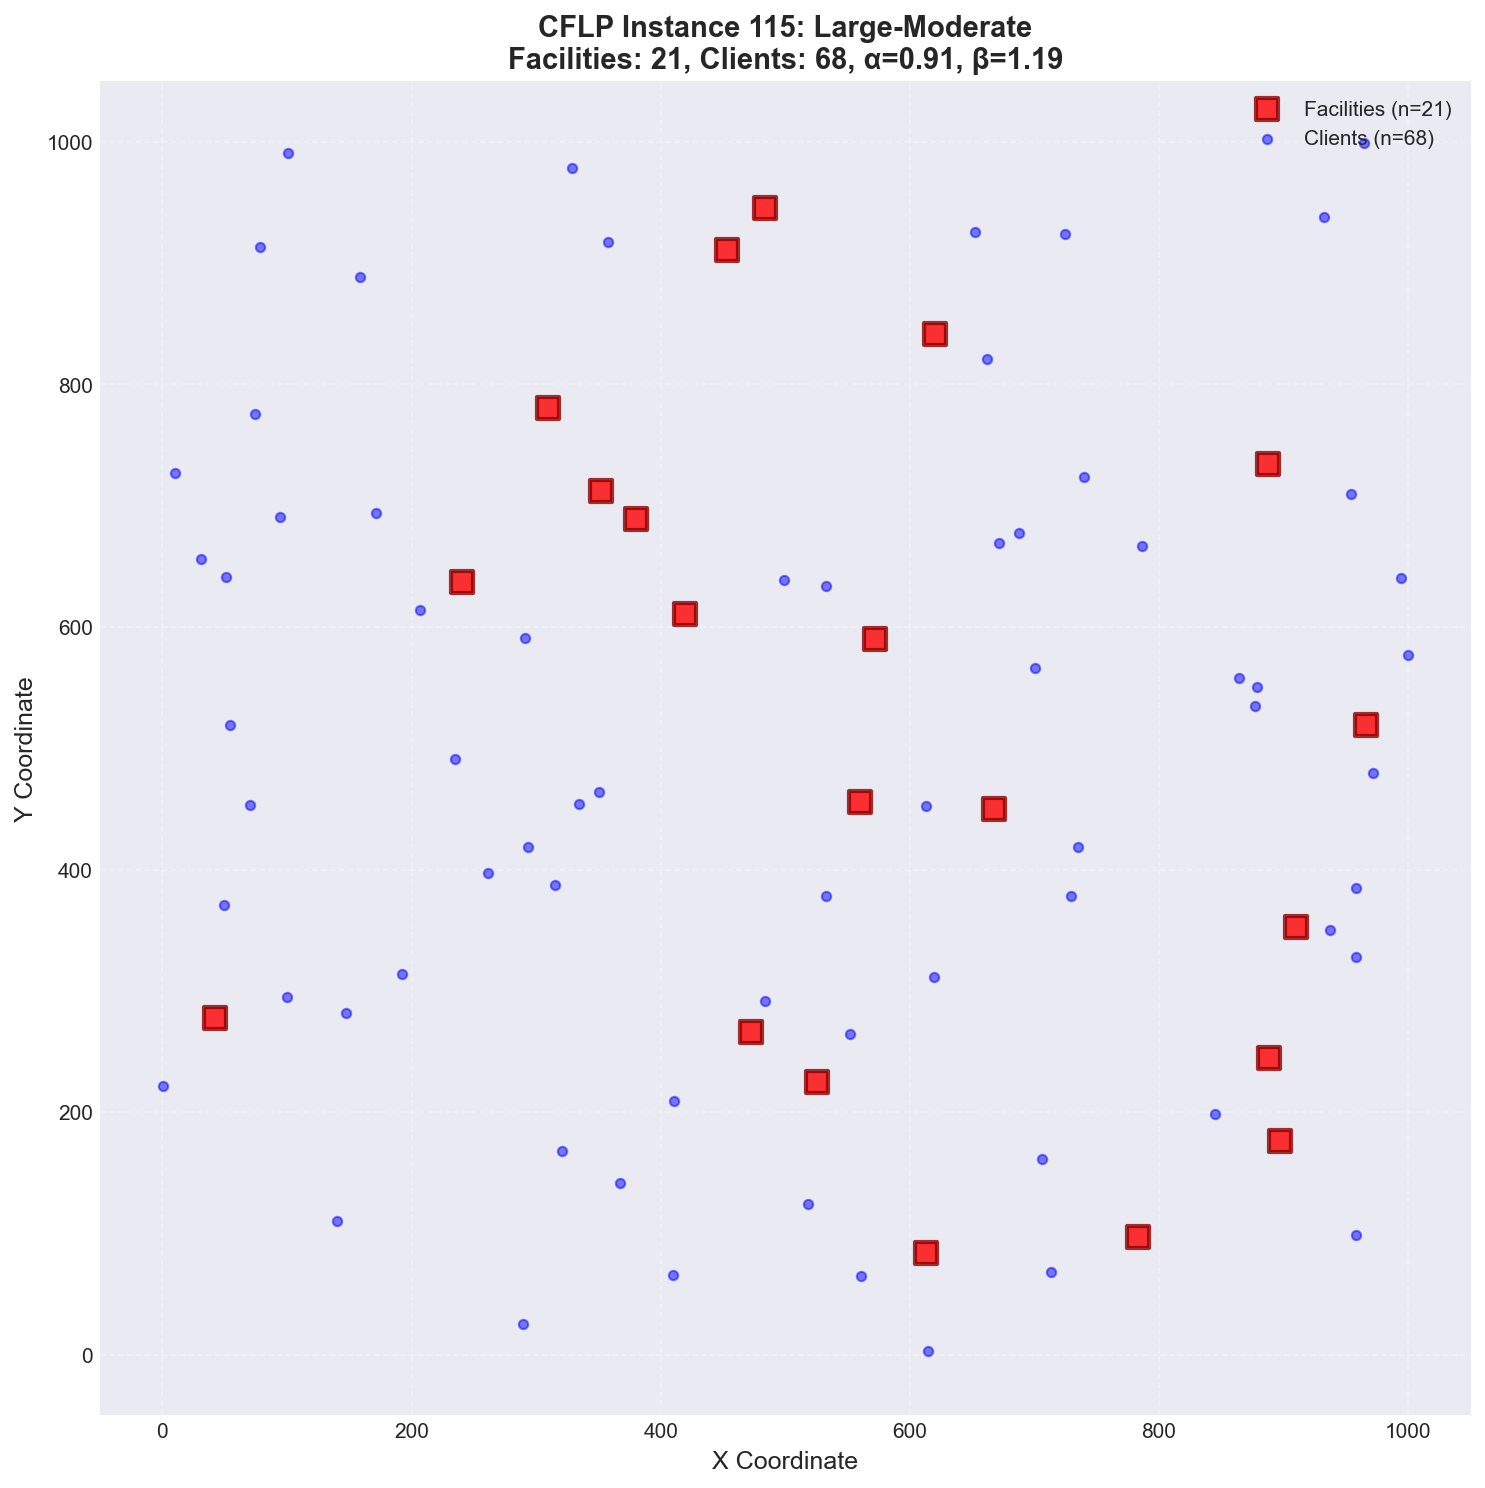 CFLP Instance 115: Large-Moderate
Facilities: 21, Clients: 68, α=0.91, β=1.19
Facilities (n=21)
Clients (n=68)
1000
800
600
400
200
0
Y Coordinate
0 200 400 600 800 1000
X Coordinate